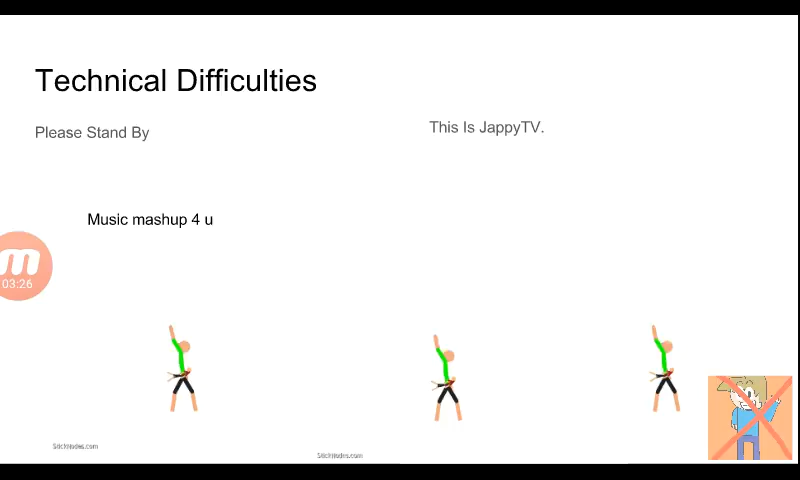 Technical Difficulties
Please Stand By
This Is JappyTV.
Music mashup 4 u
m
03:26
StickNodes.com
StickNodes.com